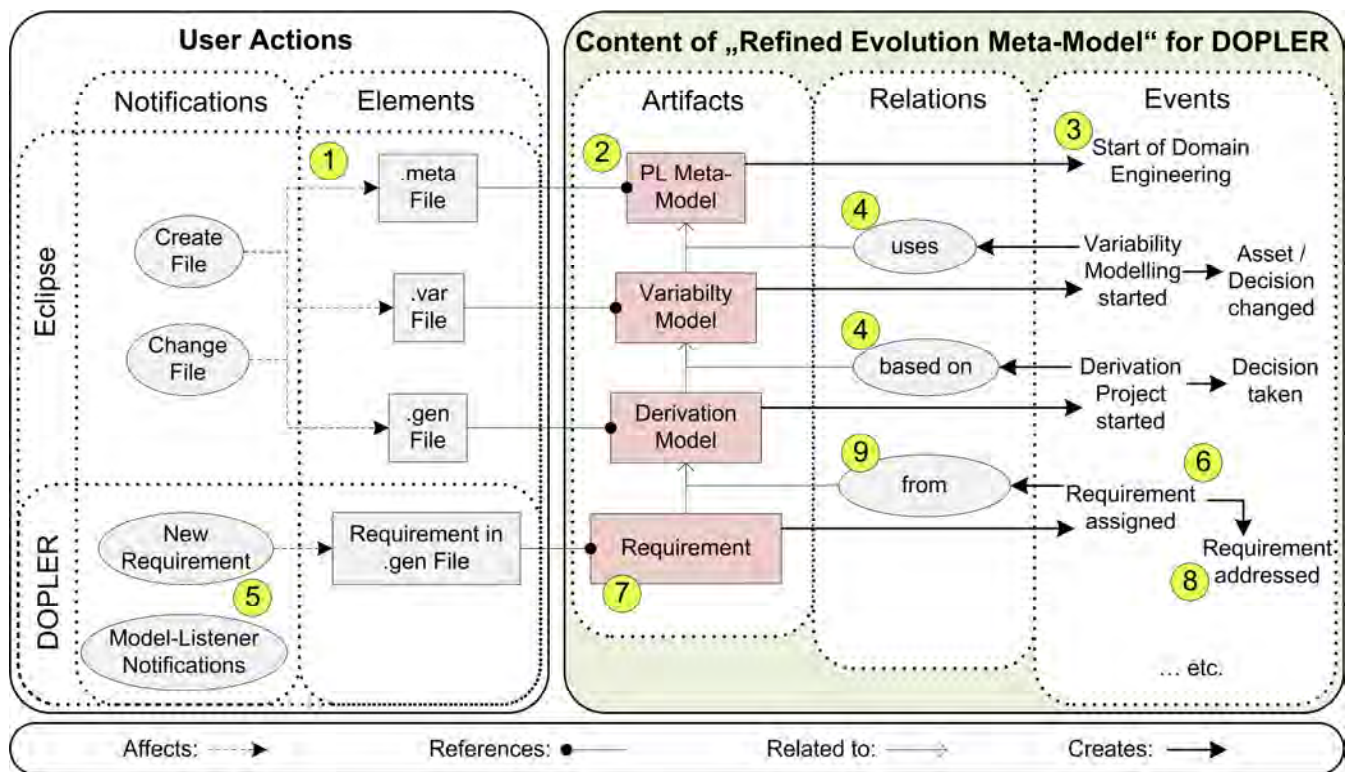 User Actions
Content of „Refined Evolution Meta-Model“ for DOPLER
Notifications
Elements
Artifacts
Relations
Events
Eclipse
1
.meta
File
2
PL Meta-
Model
3
Start of Domain
Engineering
Create
File
4
uses
Variability
Modelling
started
Asset /
Decision
changed
.var
File
Variabilty
Model
Change
File
4
based on
Derivation
Project
started
Decision
taken
.gen
File
Derivation
Model
9
from
6
Requirement
assigned
DOPLER
New
Requirement
Requirement in
.gen File
Requirement
Requirement
addressed
5
7
8
Model-Listener
Notifications
... etc.
Affects:
References:
Related to:
Creates: